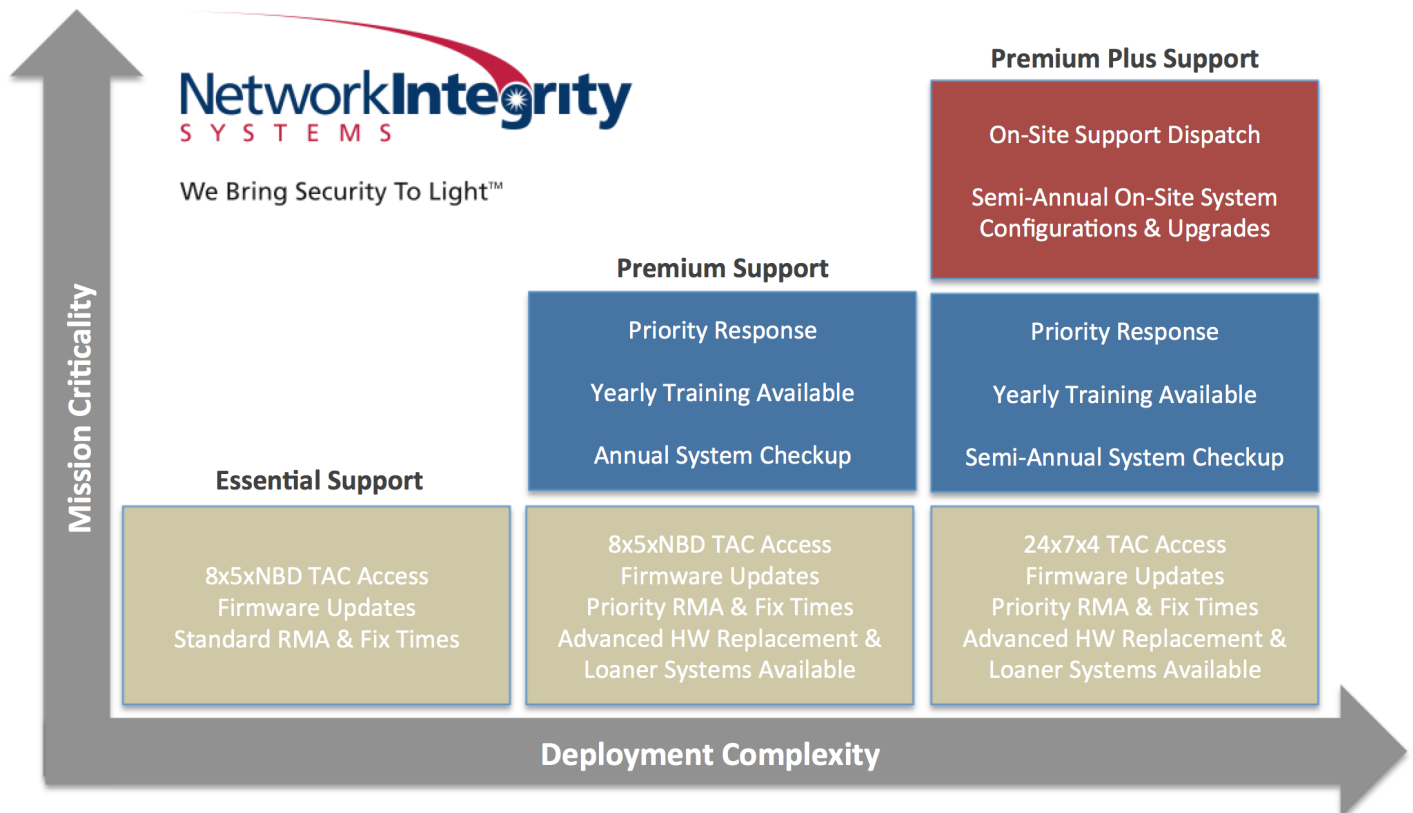 NetworkIntegrity
SYSTEMS
We Bring Security To Light™
Premium Plus Support
On-Site Support Dispatch
Semi-Annual On-Site System
Configurations & Upgrades
Premium Support
Priority Response
Yearly Training Available
Annual System Checkup
Priority Response
Yearly Training Available
Semi-Annual System Checkup
Essential Support
8x5xNBD TAC Access
Firmware Updates
Standard RMA & Fix Times
8x5xNBD TAC Access
Firmware Updates
Priority RMA & Fix Times
Advanced HW Replacement &
Loaner Systems Available
24x7x4 TAC Access
Firmware Updates
Priority RMA & Fix Times
Advanced HW Replacement &
Loaner Systems Available
Mission Criticality
Deployment Complexity